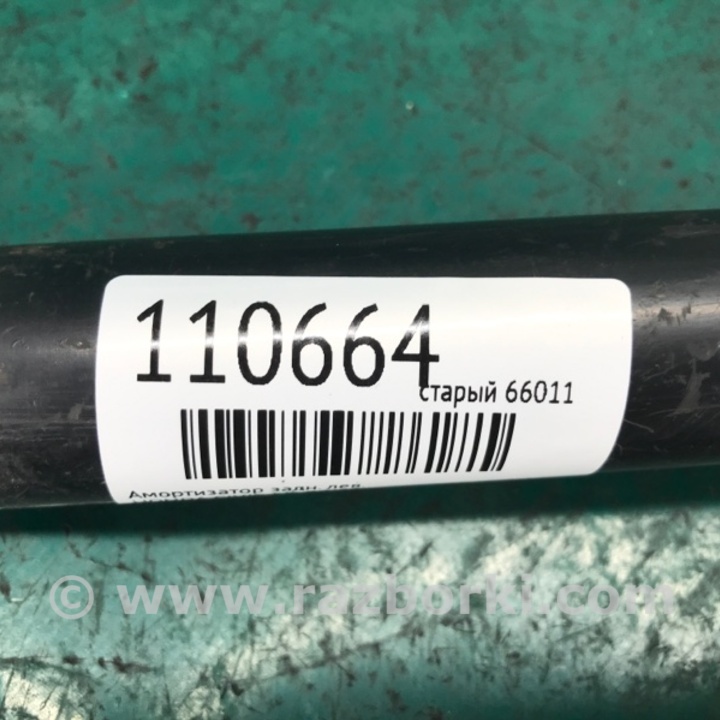 110664
старый 66011
Амортизатор задн. лев.
© www.razborki.com